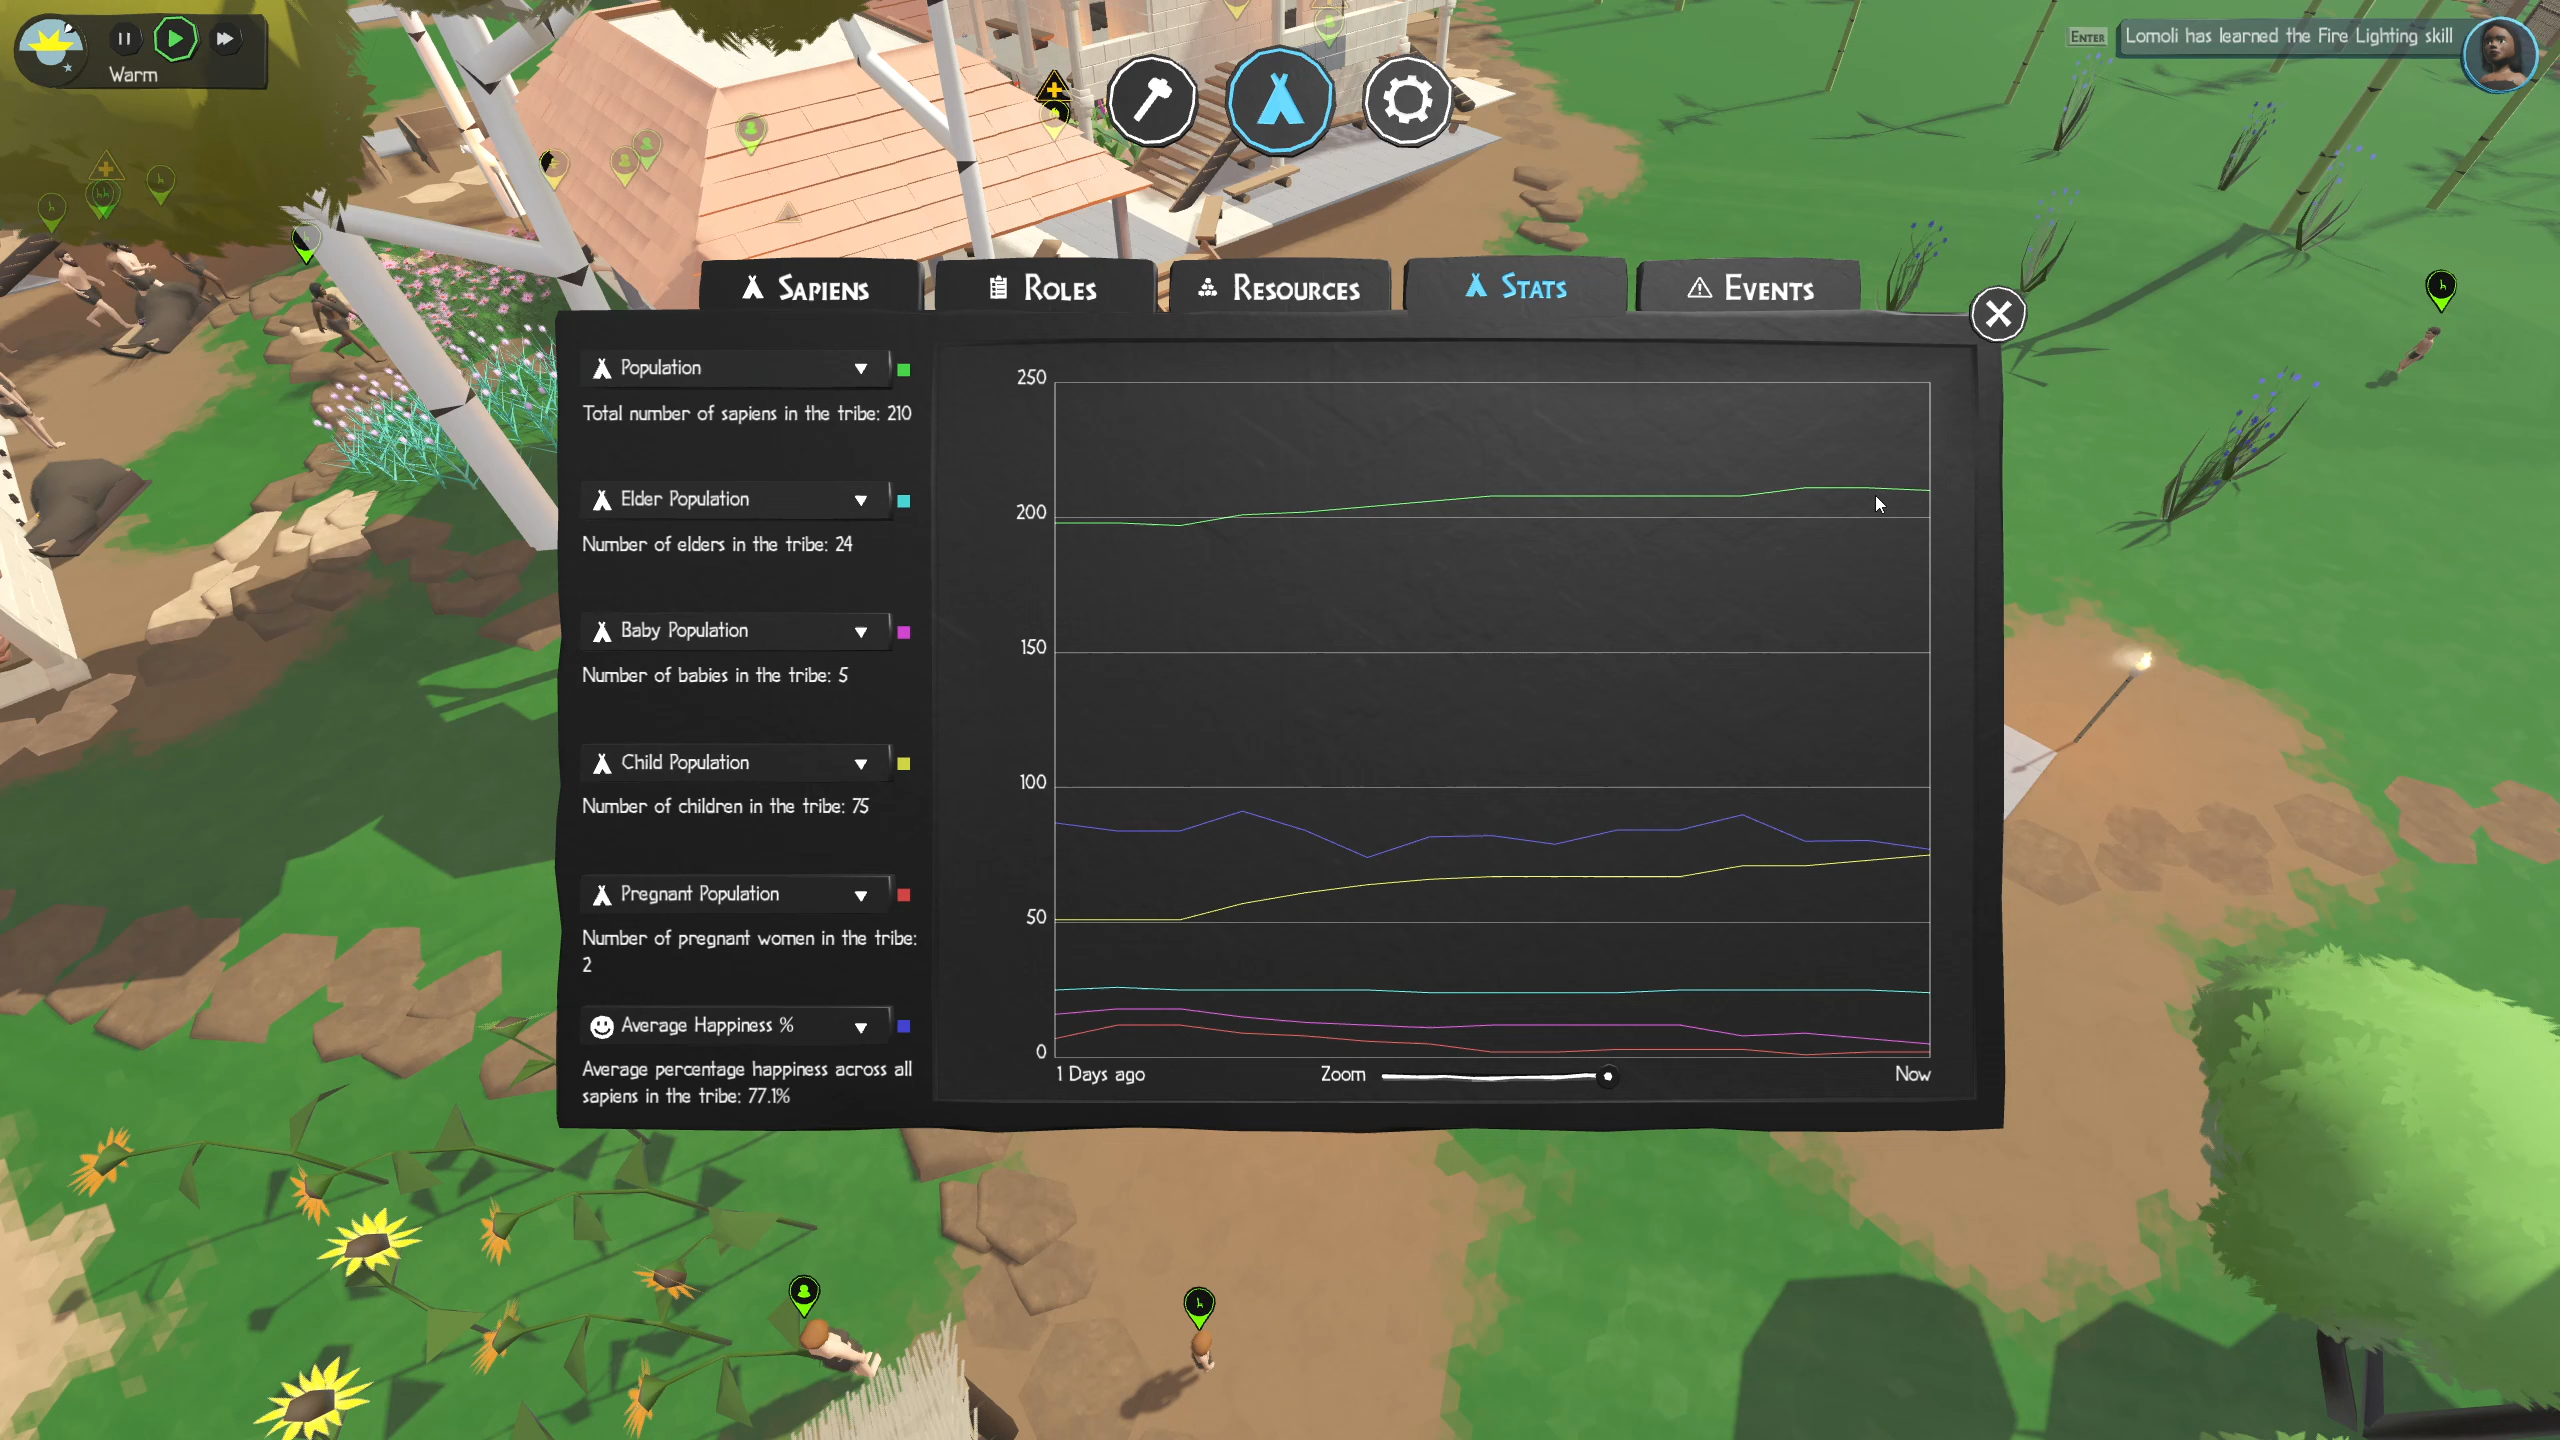 Warm
ENTER
Lomoli has learned the Fire Lighting skill
SAPIENS
ROLES
RESOURCES
STATS
EVENTS
Population
Total number of sapiens in the tribe: 210
Elder Population
Number of elders in the tribe: 24
Baby Population
Number of babies in the tribe: 5
Child Population
Number of children in the tribe: 75
Pregnant Population
Number of pregnant women in the tribe:
2
Average Happiness %
Average percentage happiness across all
sapiens in the tribe: 77.1%
250
200
150
100
50
0
1 Days ago
Zoom
Now